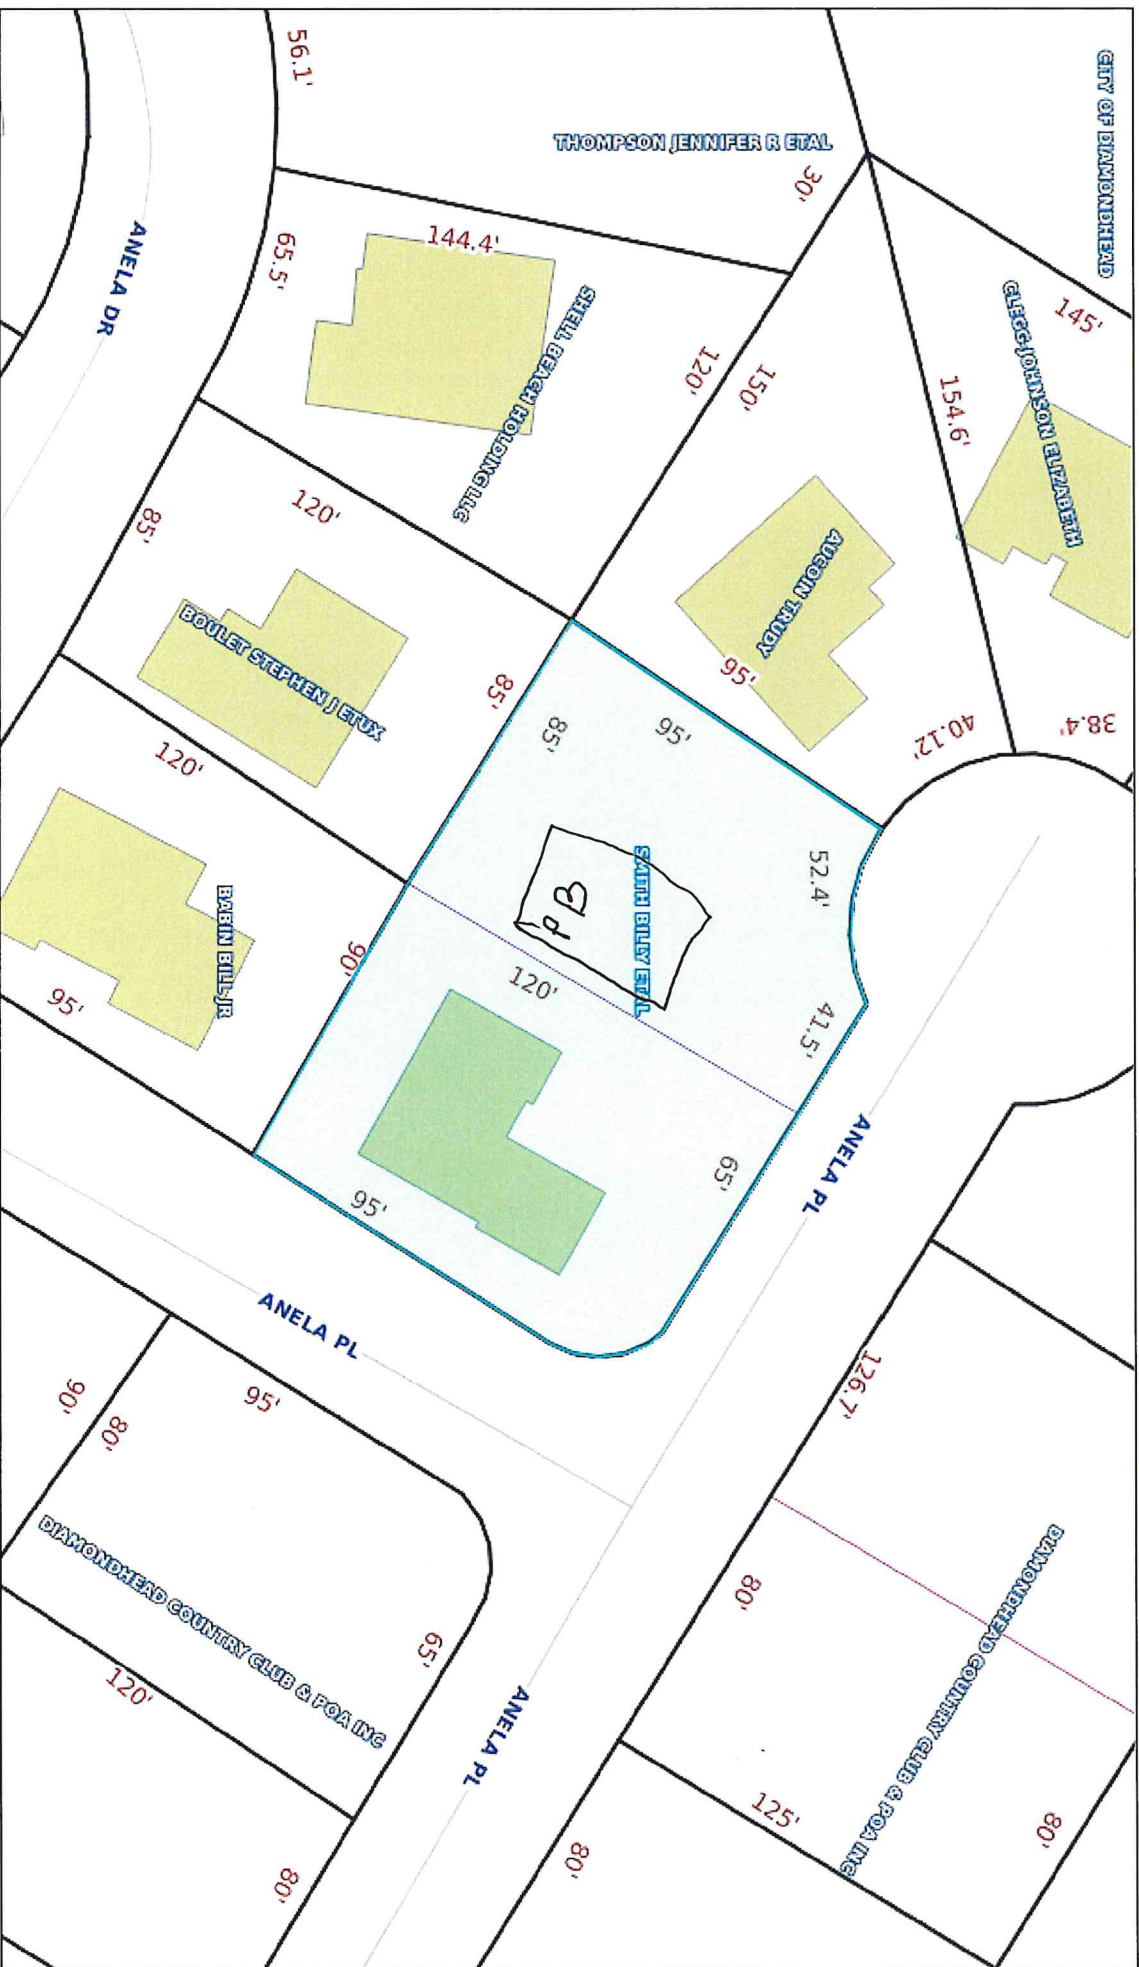 CITY OF DIAMONDHEAD
56.1'
THOMPSON JENNIFER R ETAL
30'
144.4'
65.5'
ANELA DR
SHELL BEACH HOLDING LLC
120'
150'
145'
CLEGG-JOHNSON ELIZABETH
154.6'
AUCOIN TRUDY
95'
40.12'
38.4'
120'
85'
BOULET STEPHEN J ETUX
85'
85'
95'
120'
52.4'
SMITH BILLY ETAL
PB
120'
41.5'
BABIN BILL JR
90'
95'
65'
ANELA PL
95'
ANELA PL
126.7'
90'
80'
95'
DIAMONDHEAD COUNTRY CLUB & POA INC
65'
120'
80'
ANELA PL
80'
DIAMONDHEAD COUNTRY CLUB & POA INC
125'
80'
80'